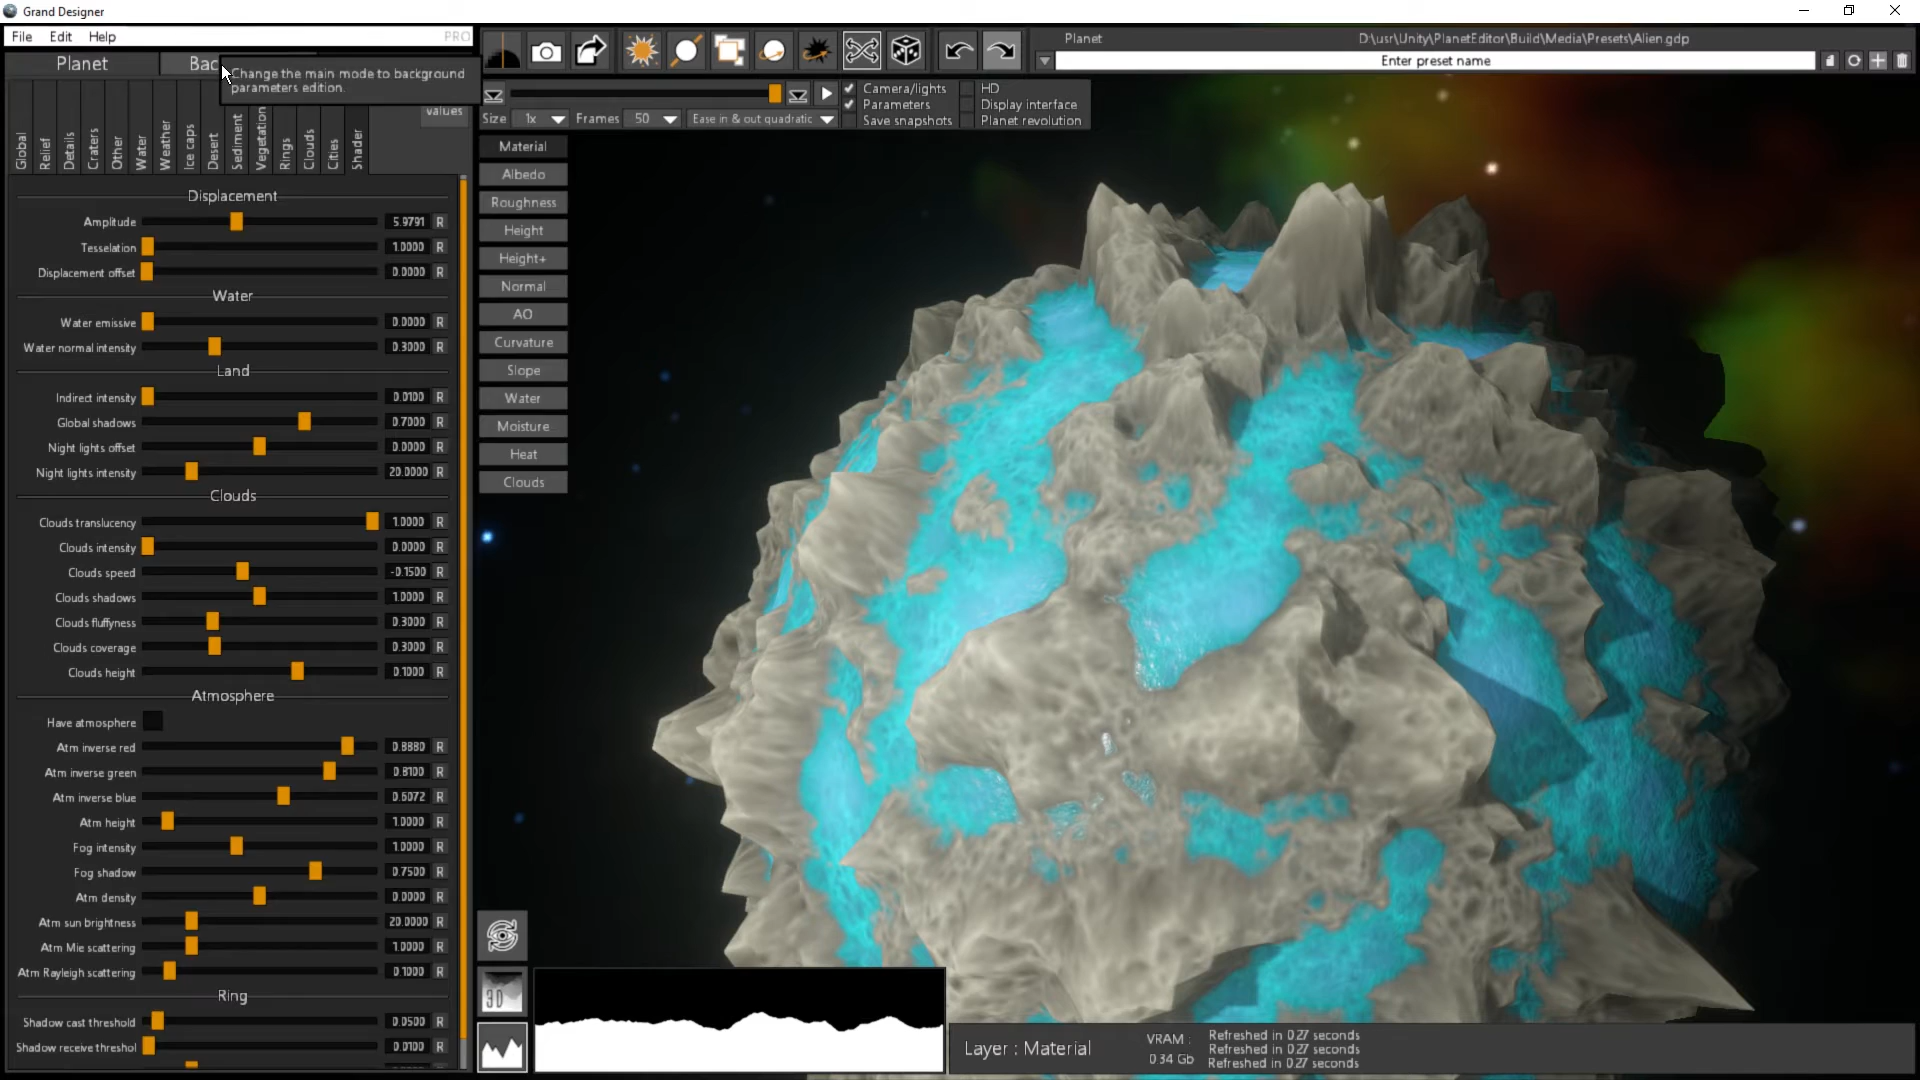 Grand Designer
File Edit Help PRO
Planet
Change the main mode to background
parameters edition.
values
Global
Relief
Details
Craters
Other
Water
Weather
Ice caps
Desert
Sediment
Vegetation
Rings
Clouds
Cities
Shader
Displacement
Amplitude 5.9791 R
Tesselation 1.0000 R
Displacement offset 0.0000 R
Water
Water emissive 0.0000 R
Water normal intensity 0.3000 R
Land
Indirect intensity 0.0100 R
Global shadows 0.7000 R
Night lights offset 0.0000 R
Night lights intensity 20.0000 R
Clouds
Clouds translucency 1.0000 R
Clouds intensity 0.0000 R
Clouds speed -0.1500 R
Clouds shadows 1.0000 R
Clouds fluffyness 0.3000 R
Clouds coverage 0.3000 R
Clouds height 0.1000 R
Atmosphere
Have atmosphere
Atm inverse red 0.8880 R
Atm inverse green 0.8100 R
Atm inverse blue 0.6072 R
Atm height 1.0000 R
Fog intensity 1.0000 R
Fog shadow 0.7500 R
Atm density 0.0000 R
Atm sun brightness 20.0000 R
Atm Mie scattering 1.0000 R
Atm Rayleigh scattering 0.1000 R
Ring
Shadow cast threshold 0.0500 R
Shadow receive threshol 0.0100 R
Planet D:\usr\Unity\PlanetEditor\Build\Media\Presets\Alien.gdp
Enter preset name
Camera/lights HD
Parameters Display interface
Save snapshots Planet revolution
Size 1x Frames 50 Ease in & out quadratic
Material
Albedo
Roughness
Height
Height+
Normal
AO
Curvature
Slope
Water
Moisture
Heat
Clouds
3D
Layer : Material
VRAM :
0.34 Gb
Refreshed in 0.27 seconds
Refreshed in 0.27 seconds
Refreshed in 0.27 seconds